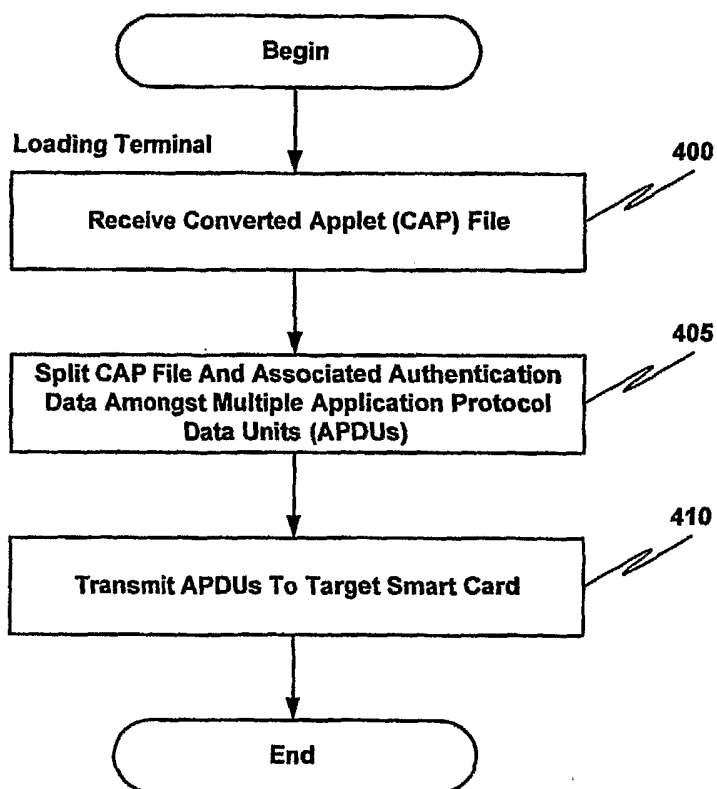 Begin
Loading Terminal
400
Receive Converted Applet (CAP) File
405
Split CAP File And Associated Authentication
Data Amongst Multiple Application Protocol
Data Units (APDUs)
410
Transmit APDUs To Target Smart Card
End